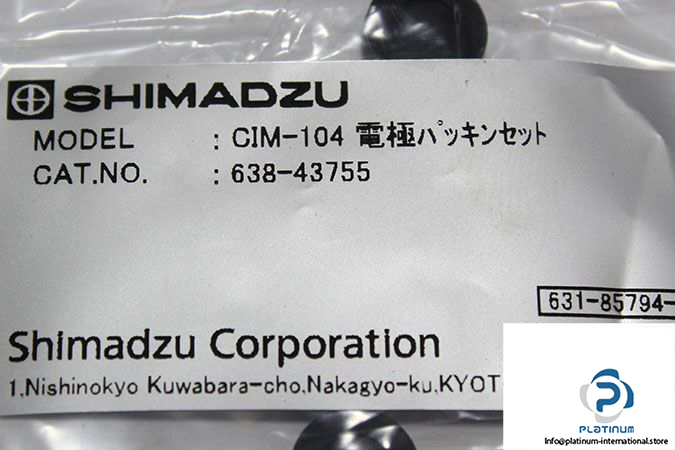 SHIMADZU
MODEL : CIM-104 電極パッキンセット
CAT.NO. : 638-43755
631-85794-
Shimadzu Corporation
1,Nishinokyo Kuwabara-cho,Nakagyo-ku,KYOT
PLATINUM
Info@platinum-international.store